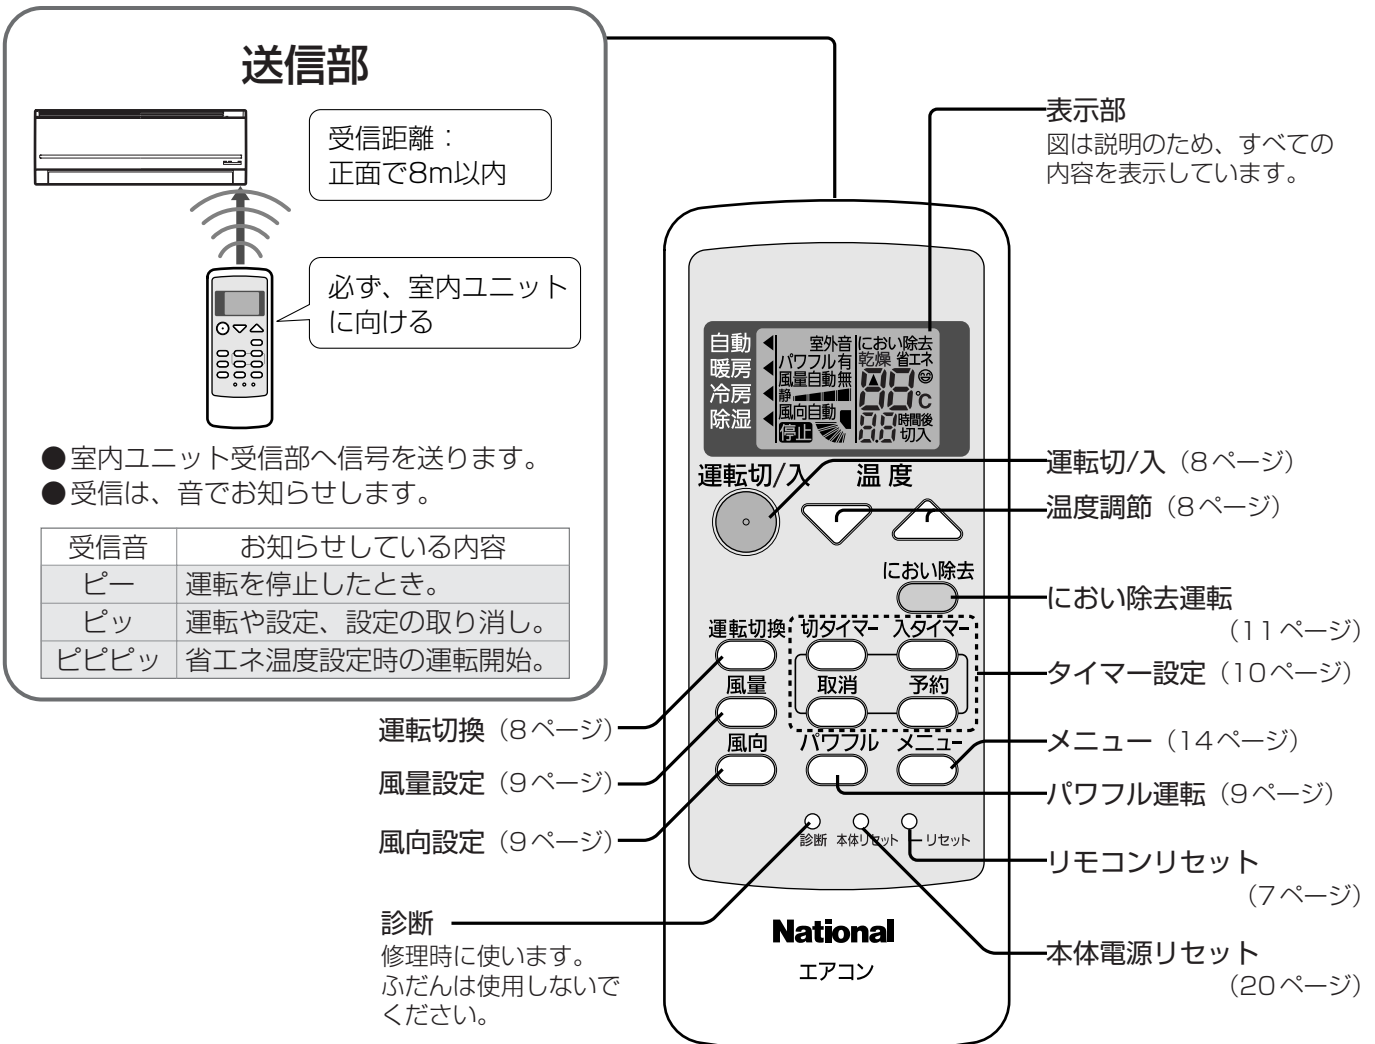 送信部
受信距離：
正面で8m以内
必ず、室内ユニット
に向ける
●室内ユニット受信部へ信号を送ります。
●受信は、音でお知らせします。
受信音 お知らせしている内容
ピー 運転を停止したとき。
ピッ 運転や設定、設定の取り消し。
ピピピッ 省エネ温度設定時の運転開始。
表示部
図は説明のため、すべての
内容を表示しています。
自動
暖房
冷房
除湿
室外音
パワフル有
風量自動無
静
風向自動
停止
におい除去
乾燥 省エネ
88℃
8.8時間後
切入
運転切/入
温度
におい除去
運転切換
切タイマー
入タイマー
風量
取消
予約
風向
パワフル
メニュー
診断
本体リセット
リセット
National
エアコン
運転切/入（8ページ）
温度調節（8ページ）
におい除去運転
（11ページ）
タイマー設定（10ページ）
メニュー（14ページ）
パワフル運転（9ページ）
リモコンリセット
（7ページ）
本体電源リセット
（20ページ）
運転切換（8ページ）
風量設定（9ページ）
風向設定（9ページ）
診断
修理時に使います。
ふだんは使用しないで
ください。